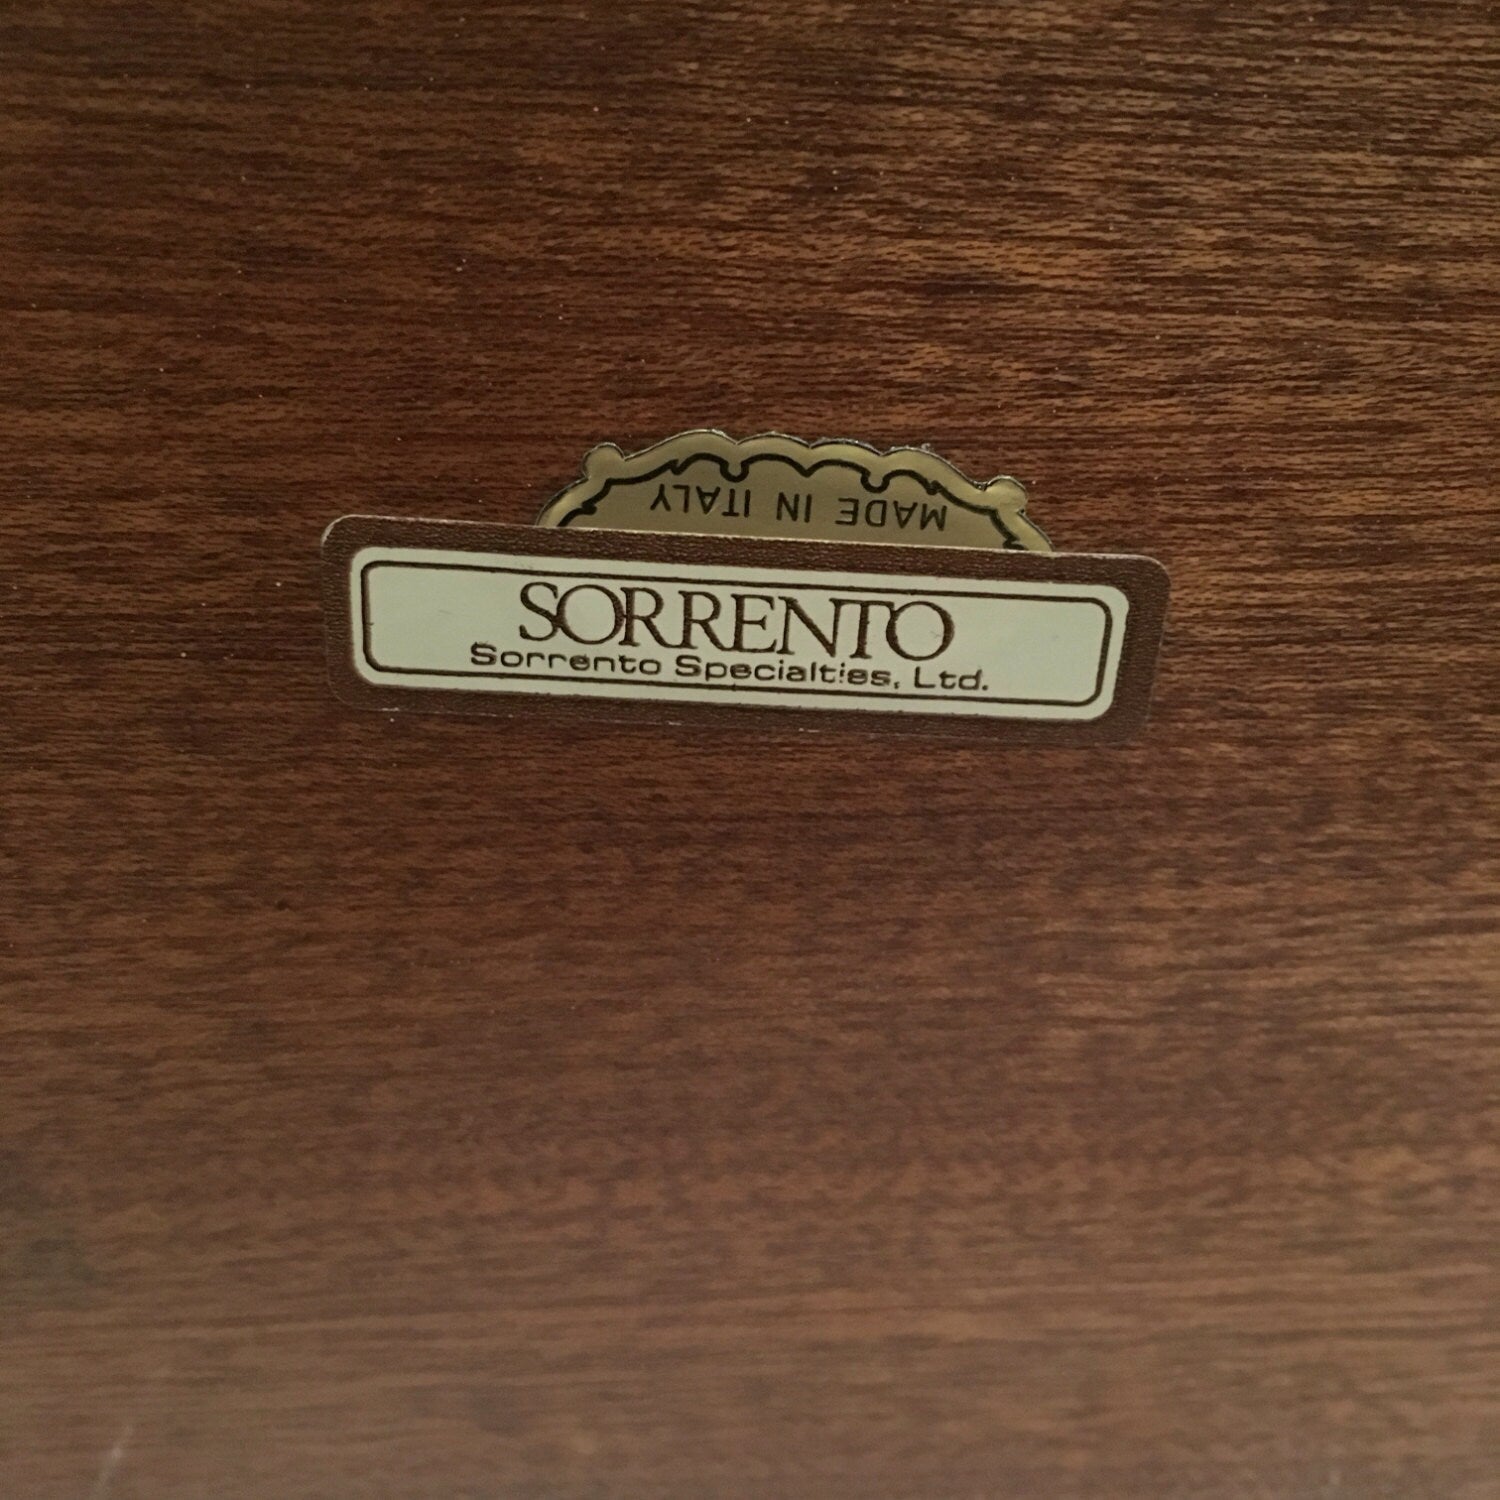 MADE IN ITALY
SORRENTO
Sorrento Specialties, Ltd.